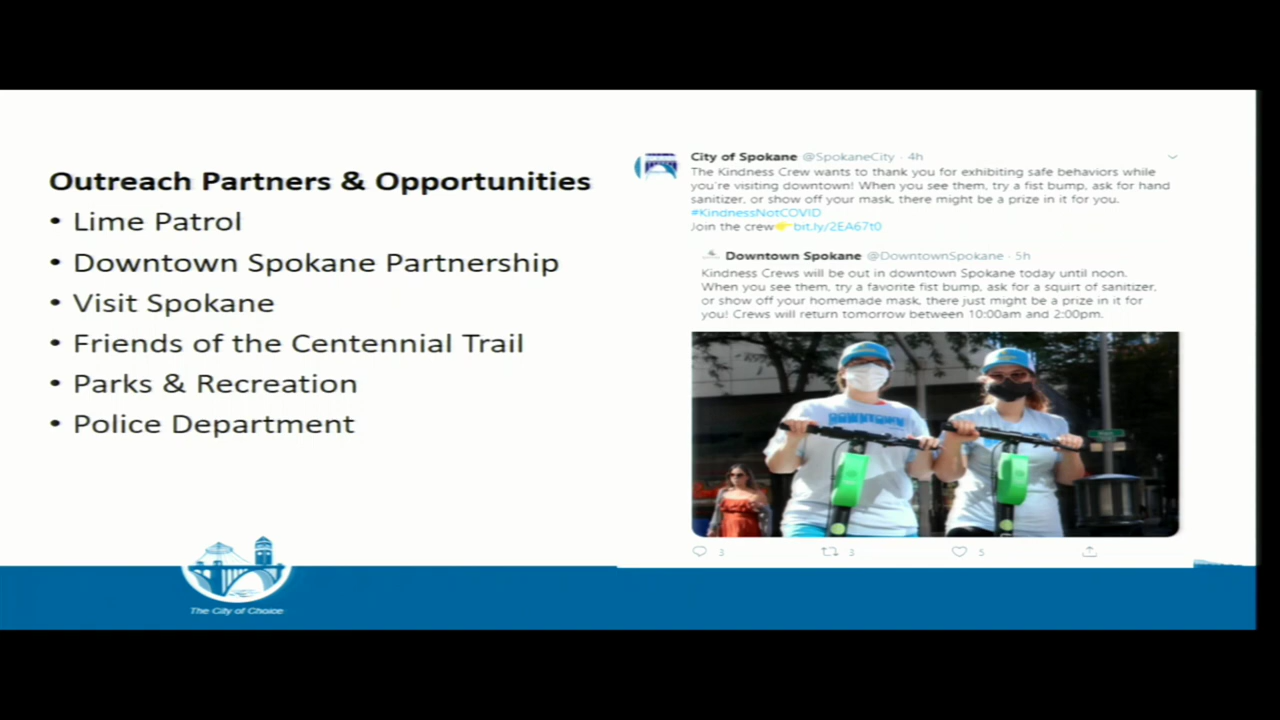 Outreach Partners & Opportunities
• Lime Patrol
• Downtown Spokane Partnership
• Visit Spokane
• Friends of the Centennial Trail
• Parks & Recreation
• Police Department
The City of Choice
City of Spokane @SpokaneCity · 4h
The Kindness Crew wants to thank you for exhibiting safe behaviors while
you're visiting downtown! When you see them, try a fist bump, ask for hand
sanitizer, or show off your mask, there might be a prize in it for you.
#KindnessNotCOVID
Join the crew👉bit.ly/2EA67t0
Downtown Spokane @DowntownSpokane · 5h
Kindness Crews will be out in downtown Spokane today until noon.
When you see them, try a favorite fist bump, ask for a squirt of sanitizer,
or show off your homemade mask, there just might be a prize in it for
you! Crews will return tomorrow between 10:00am and 2:00pm.
DOWNTOWN
3 3 5